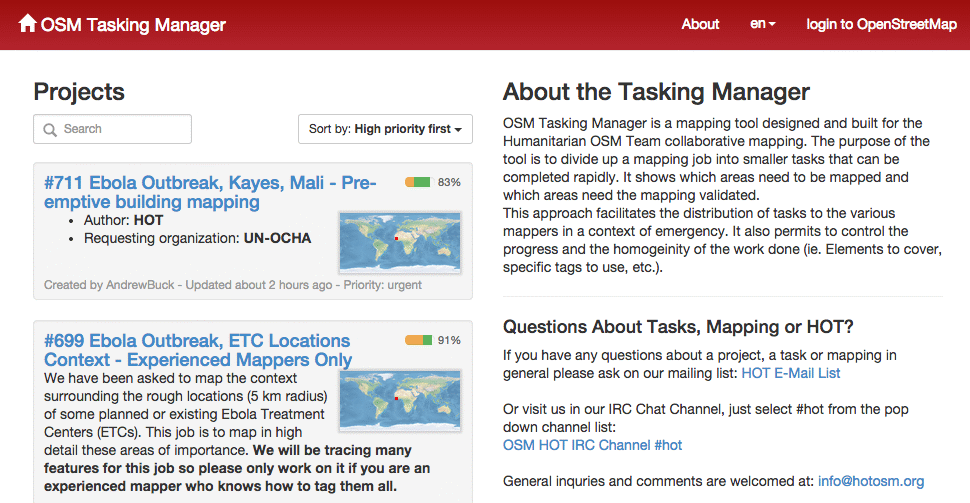 OSM Tasking Manager
About
en
login to OpenStreetMap
Projects
Search
Sort by: High priority first
#711 Ebola Outbreak, Kayes, Mali - Pre-
emptive building mapping
83%
Author: HOT
Requesting organization: UN-OCHA
Created by AndrewBuck - Updated about 2 hours ago - Priority: urgent
#699 Ebola Outbreak, ETC Locations
Context - Experienced Mappers Only
91%
We have been asked to map the context
surrounding the rough locations (5 km radius)
of some planned or existing Ebola Treatment
Centers (ETCs). This job is to map in high
detail these areas of importance. We will be tracing many
features for this job so please only work on it if you are an
experienced mapper who knows how to tag them all.
About the Tasking Manager
OSM Tasking Manager is a mapping tool designed and built for the
Humanitarian OSM Team collaborative mapping. The purpose of the
tool is to divide up a mapping job into smaller tasks that can be
completed rapidly. It shows which areas need to be mapped and
which areas need the mapping validated.
This approach facilitates the distribution of tasks to the various
mappers in a context of emergency. It also permits to control the
progress and the homogeinity of the work done (ie. Elements to cover,
specific tags to use, etc.).
Questions About Tasks, Mapping or HOT?
If you have any questions about a project, a task or mapping in
general please ask on our mailing list: HOT E-Mail List
Or visit us in our IRC Chat Channel, just select #hot from the pop
down channel list:
OSM HOT IRC Channel #hot
General inquries and comments are welcomed at: info@hotosm.org